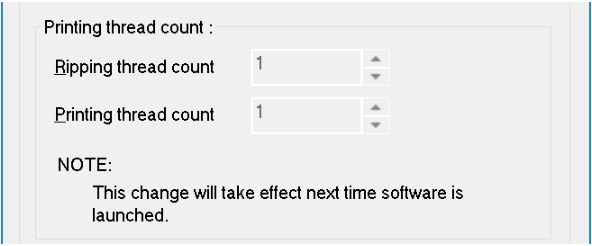 Printing thread count :
Ripping thread count 1
Printing thread count 1
NOTE:
This change will take effect next time software is
launched.